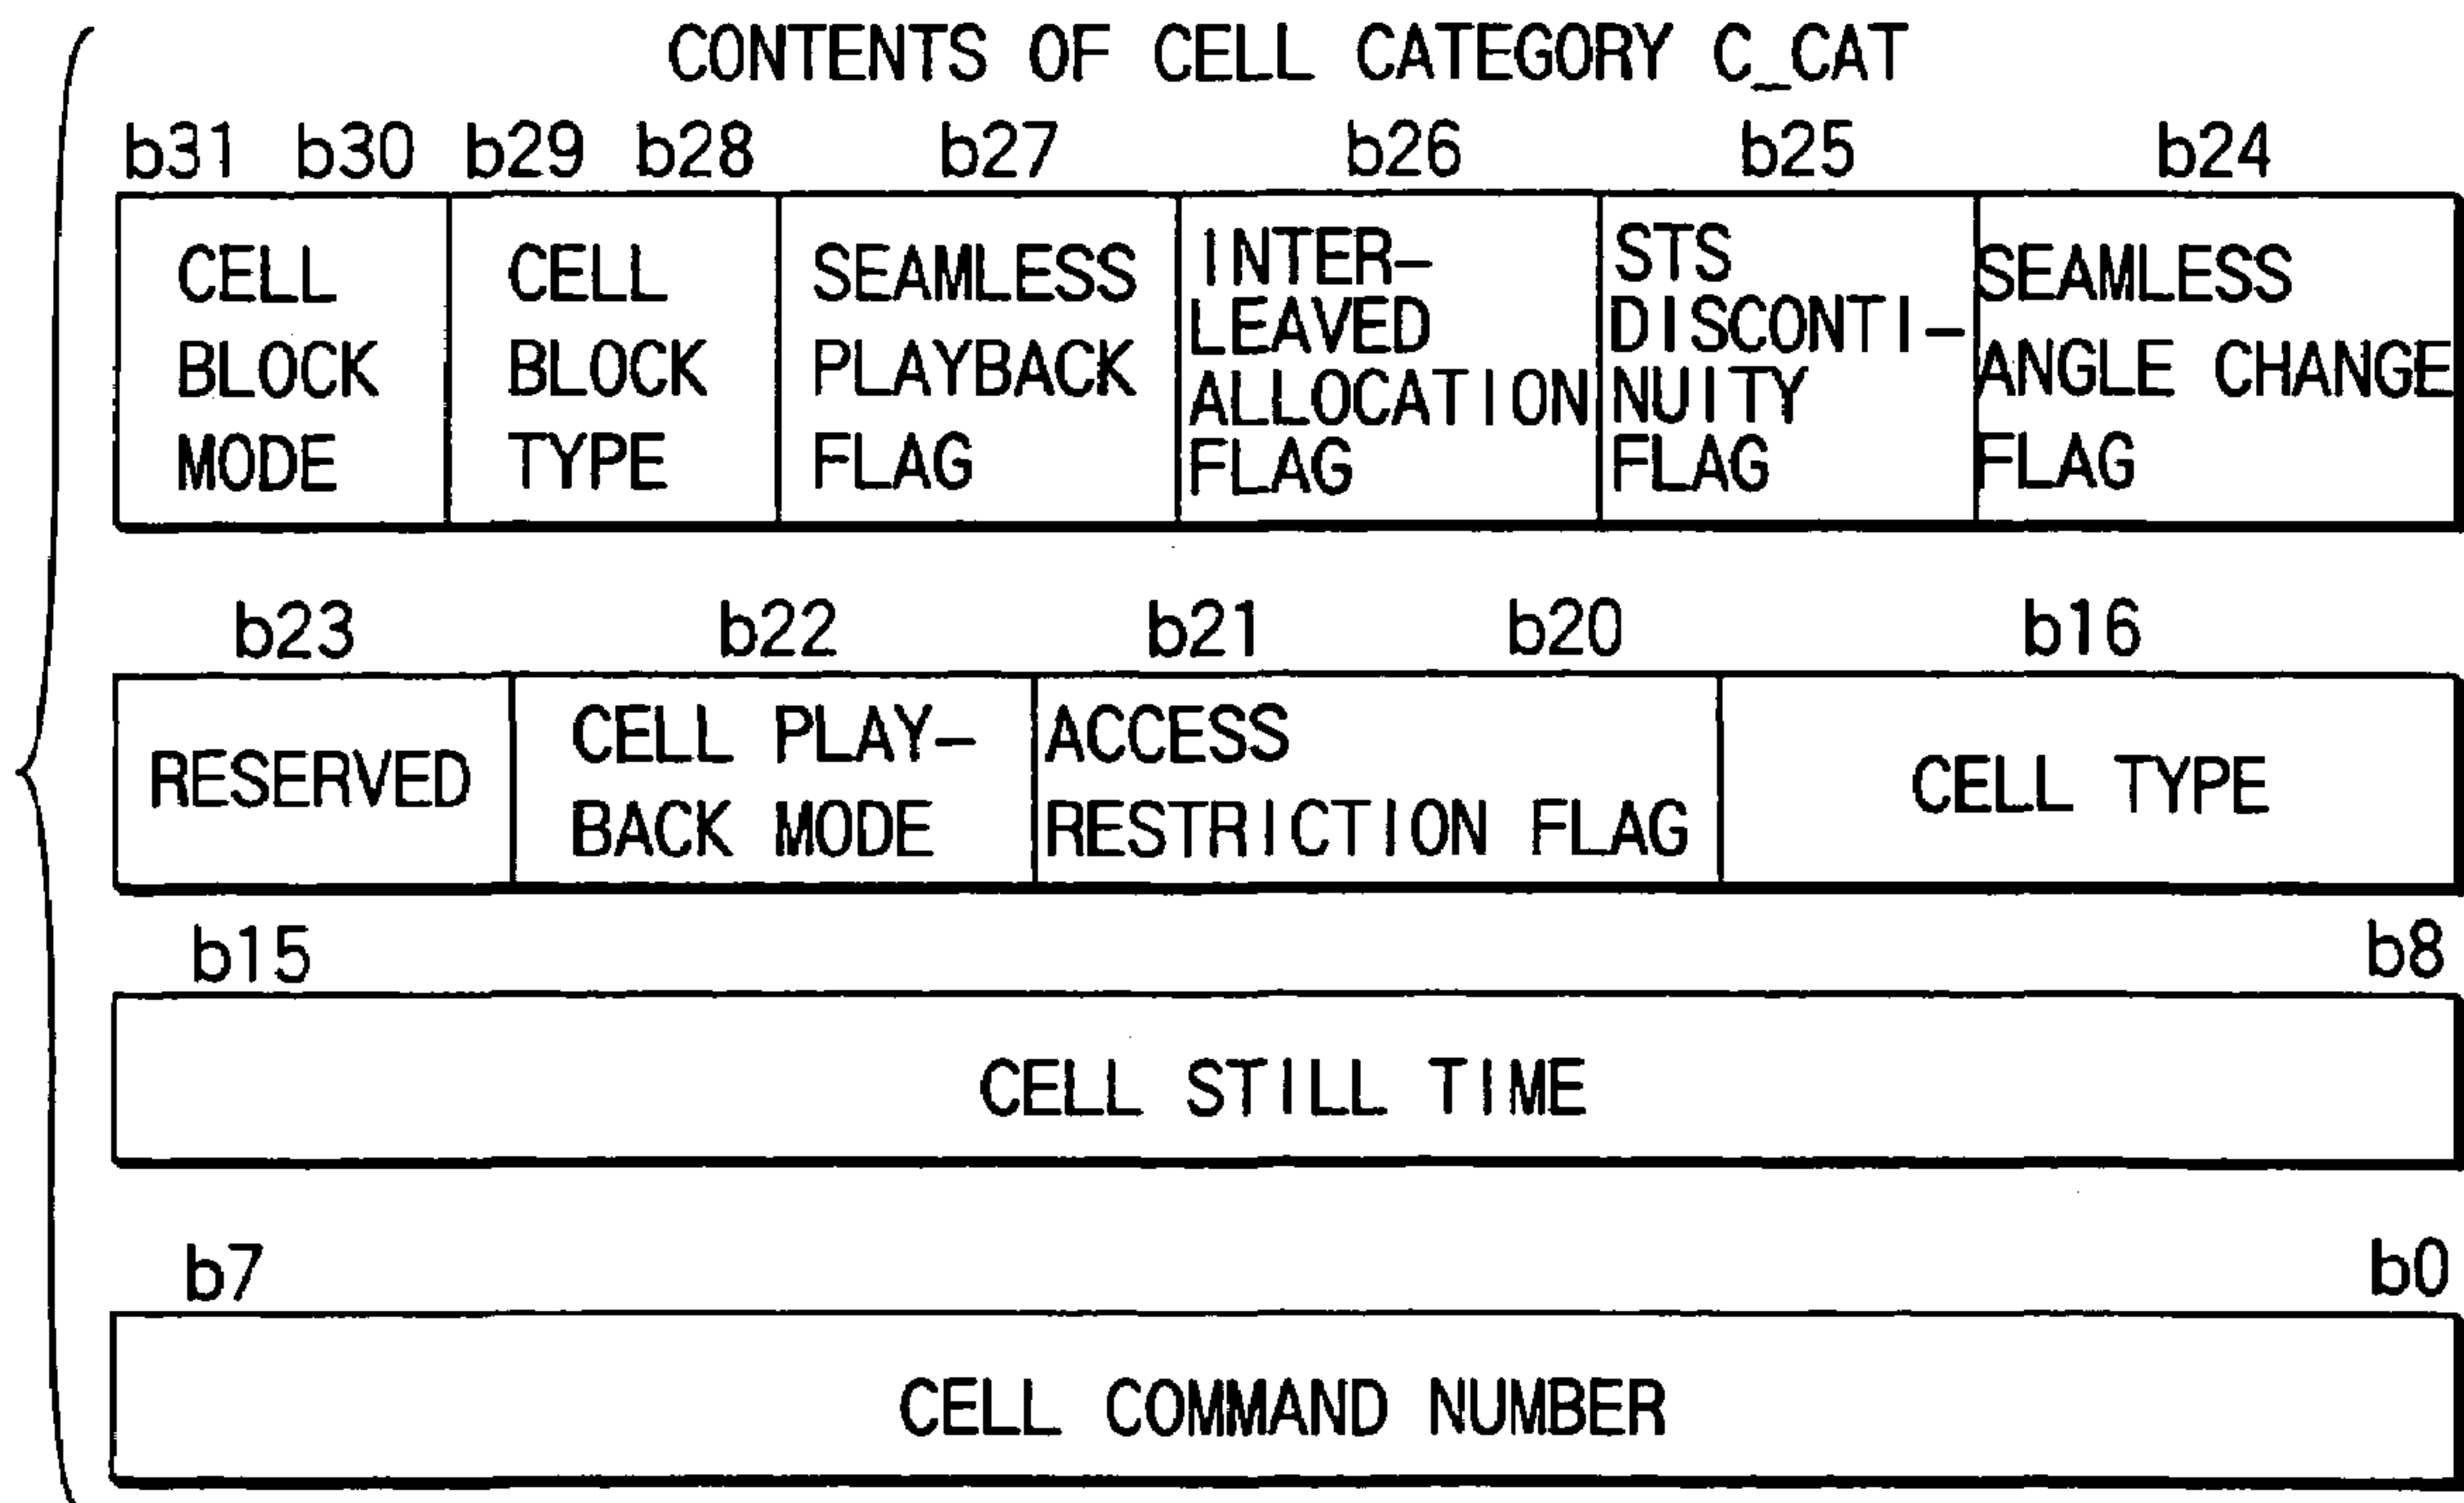 CONTENTS OF CELL CATEGORY C_CAT
b31 b30 b29 b28 b27 b26 b25 b24
CELL
BLOCK
MODE
CELL
BLOCK
TYPE
SEAMLESS
PLAYBACK
FLAG
INTER-
LEAVED
ALLOCATION
FLAG
STS
DISCONTI-
NUITY
FLAG
SEAMLESS
ANGLE CHANGE
FLAG
b23 b22 b21 b20 b16
RESERVED
CELL PLAY-
BACK MODE
ACCESS
RESTRICTION FLAG
CELL TYPE
b15 b8
CELL STILL TIME
b7 b0
CELL COMMAND NUMBER